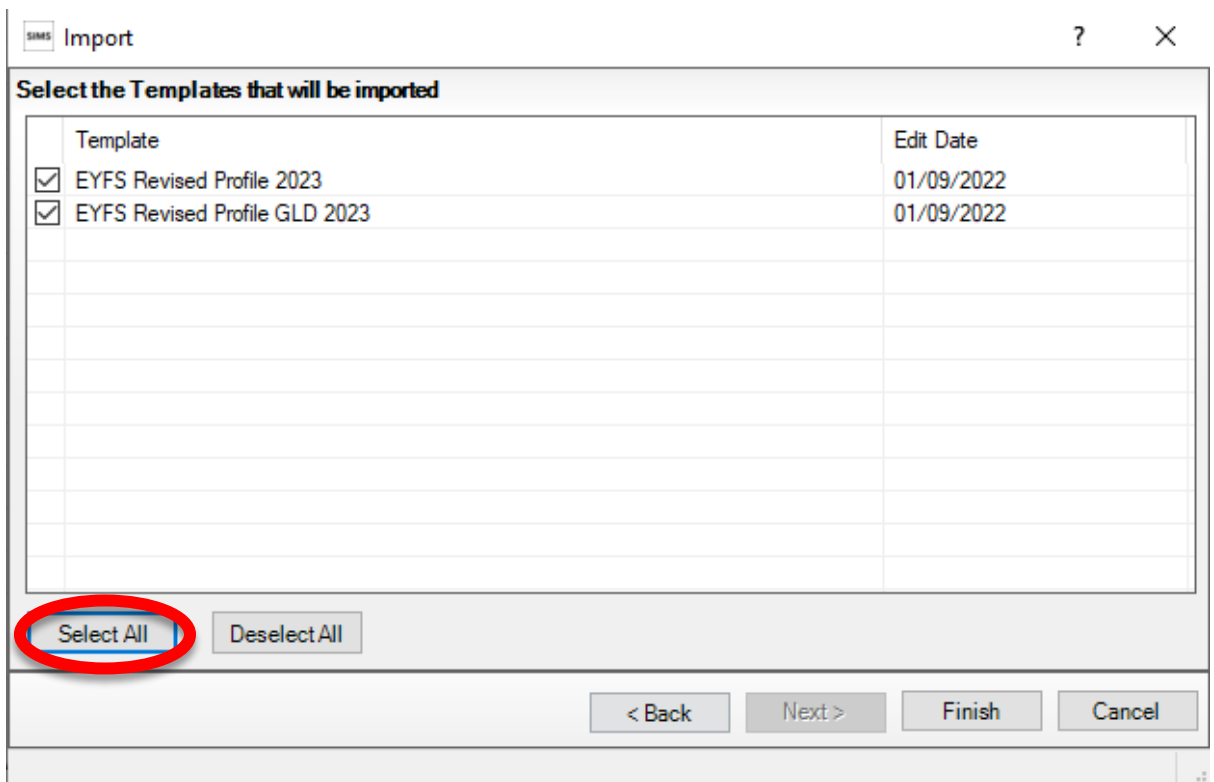 SIMS Import ?
Select the Templates that will be imported
Template Edit Date
EYFS Revised Profile 2023 01/09/2022
EYFS Revised Profile GLD 2023 01/09/2022
Select All Deselect All
< Back Next > Finish Cancel